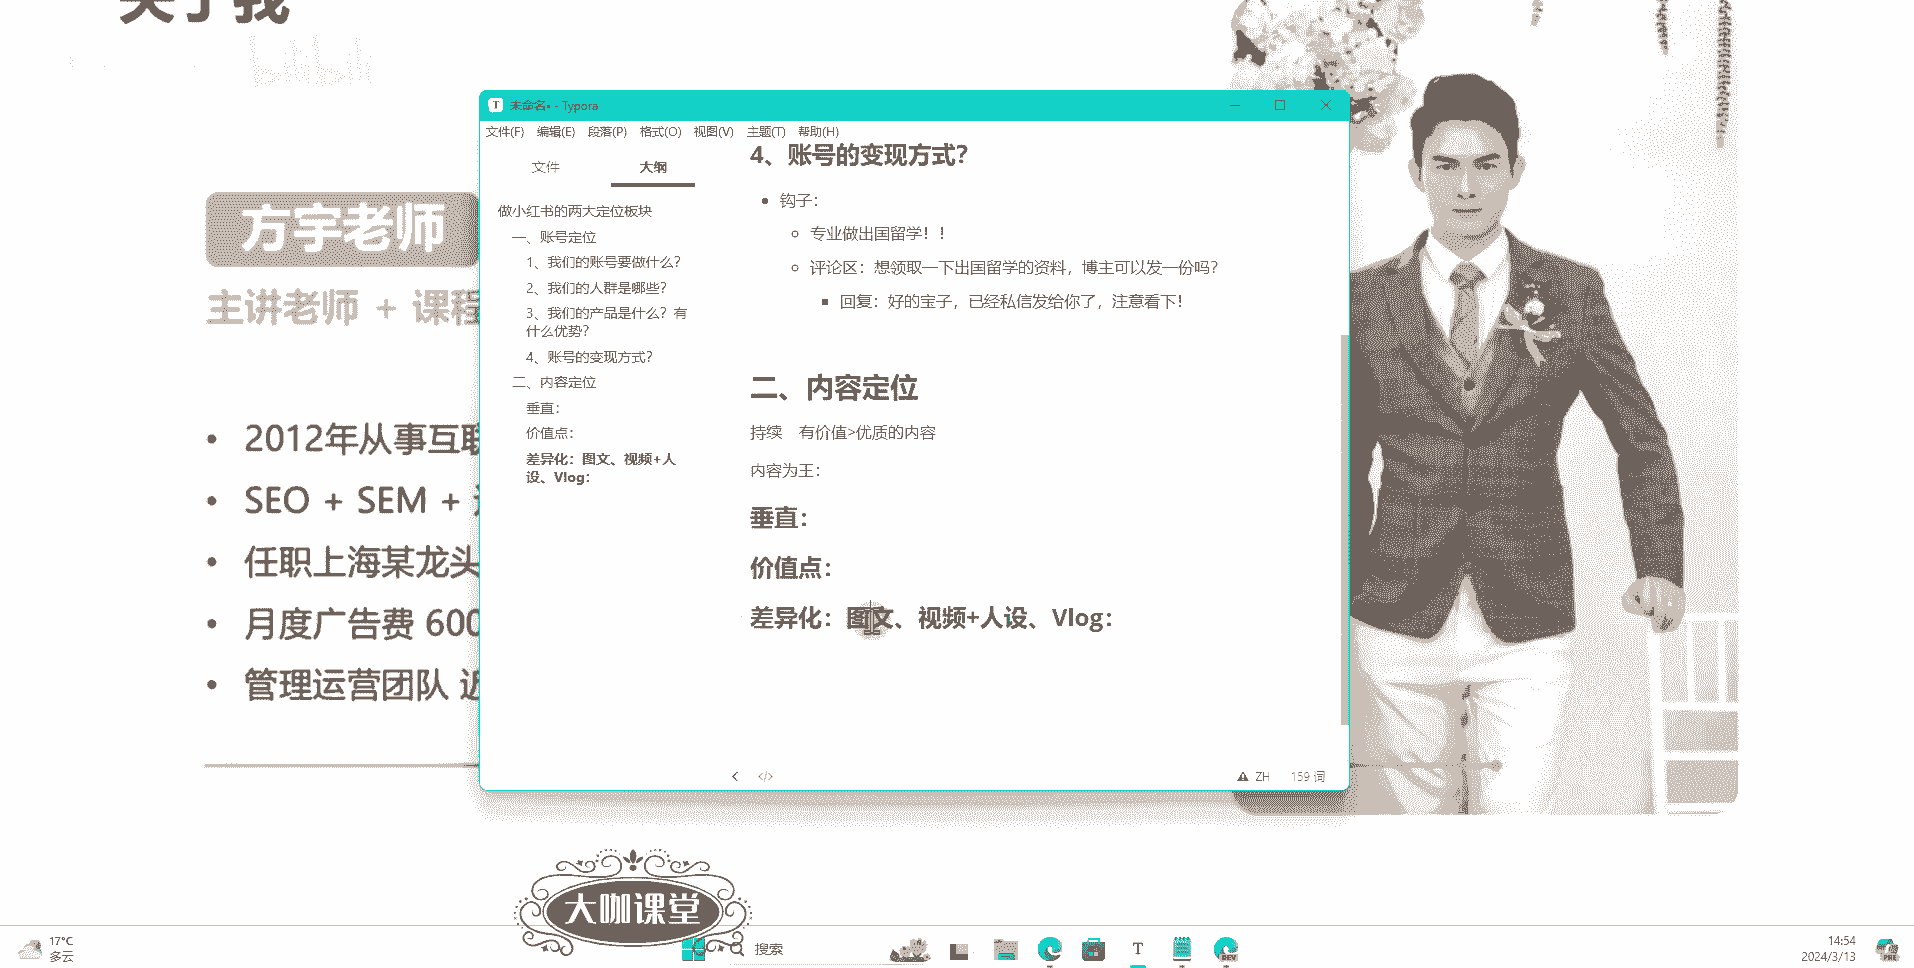 关于我
bilibili
未命名• - Typora
文件(F) 编辑(E) 段落(P) 格式(O) 视图(V) 主题(T) 帮助(H)
文件 大纲
做小红书的两大定位板块
一、账号定位
1、我们的账号要做什么？
2、我们的人群是哪些？
3、我们的产品是什么？有
什么优势？
4、账号的变现方式？
二、内容定位
垂直：
价值点：
差异化：图文、视频+人
设、Vlog：
4、账号的变现方式？
钩子：
专业做出国留学！！
评论区：想领取一下出国留学的资料，博主可以发一份吗？
回复：好的宝子，已经私信发给你了，注意看下！
二、内容定位
持续 有价值>优质的内容
内容为王：
垂直：
价值点：
差异化：图文、视频+人设、Vlog：
ZH 159 词
方宇老师
主讲老师 + 课程
2012年从事互联
SEO + SEM +
任职上海某龙头
月度广告费 600
管理运营团队 近
大咖课堂
17°C
多云
搜索
T
DEV
14:54
2024/3/13
PRE